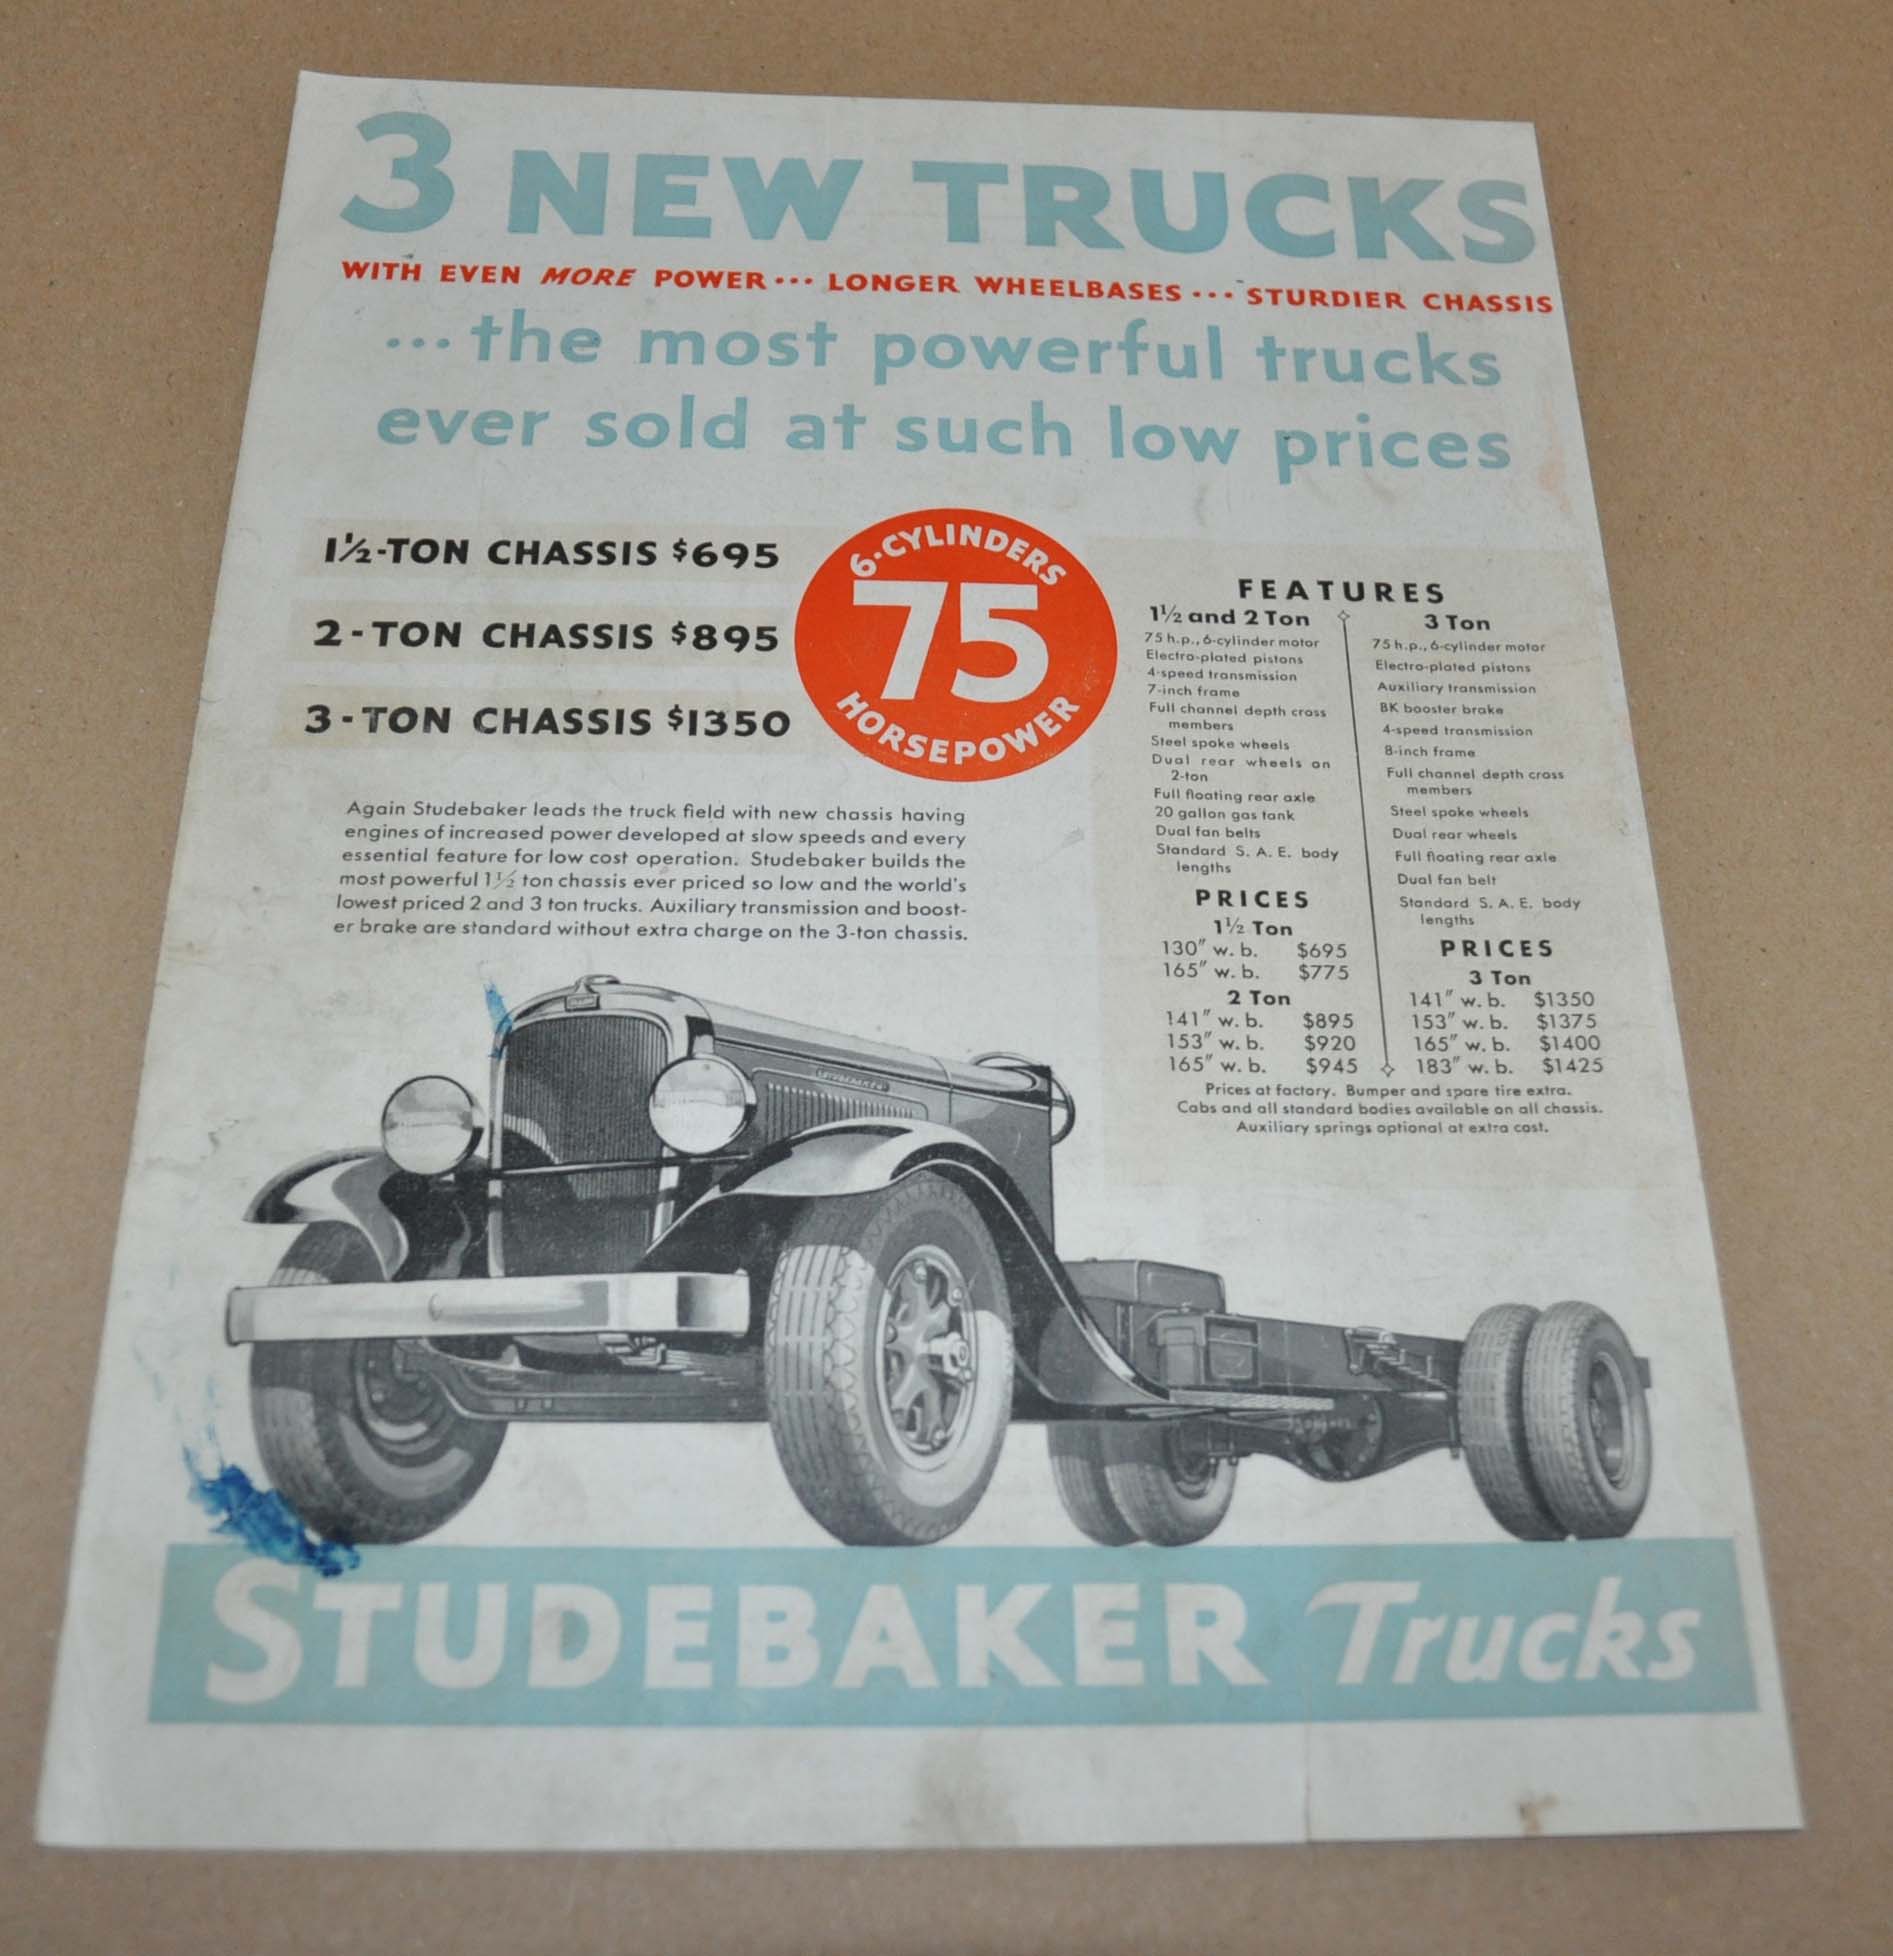 3 NEW TRUCKS
WITH EVEN MORE POWER ... LONGER WHEELBASES ... STURDIER CHASSIS
...the most powerful trucks
ever sold at such low prices
1½-TON CHASSIS $695
2-TON CHASSIS $895
3-TON CHASSIS $1350
6-CYLINDERS
75
HORSEPOWER
Again Studebaker leads the truck field with new chassis having
engines of increased power developed at slow speeds and every
essential feature for low cost operation. Studebaker builds the
most powerful 1½ ton chassis ever priced so low and the world's
lowest priced 2 and 3 ton trucks. Auxiliary transmission and boost-
er brake are standard without extra charge on the 3-ton chassis.
FEATURES
1½ and 2 Ton
75 h.p., 6-cylinder motor
Electro-plated pistons
4-speed transmission
7-inch frame
Full channel depth cross
members
Steel spoke wheels
Dual rear wheels on
2-ton
Full floating rear axle
20 gallon gas tank
Dual fan belts
Standard S. A. E. body
lengths
PRICES
1½ Ton
130" w. b. $695
165" w. b. $775
2 Ton
141" w. b. $895
153" w. b. $920
165" w. b. $945
3 Ton
75 h.p., 6-cylinder motor
Electro-plated pistons
Auxiliary transmission
BK booster brake
4-speed transmission
8-inch frame
Full channel depth cross
members
Steel spoke wheels
Dual rear wheels
Full floating rear axle
Dual fan belt
Standard S. A. E. body
lengths
PRICES
3 Ton
141" w. b. $1350
153" w. b. $1375
165" w. b. $1400
183" w. b. $1425
Prices at factory. Bumper and spare tire extra.
Cabs and all standard bodies available on all chassis.
Auxiliary springs optional at extra cost.
STUDEBAKER
STUDEBAKER Trucks